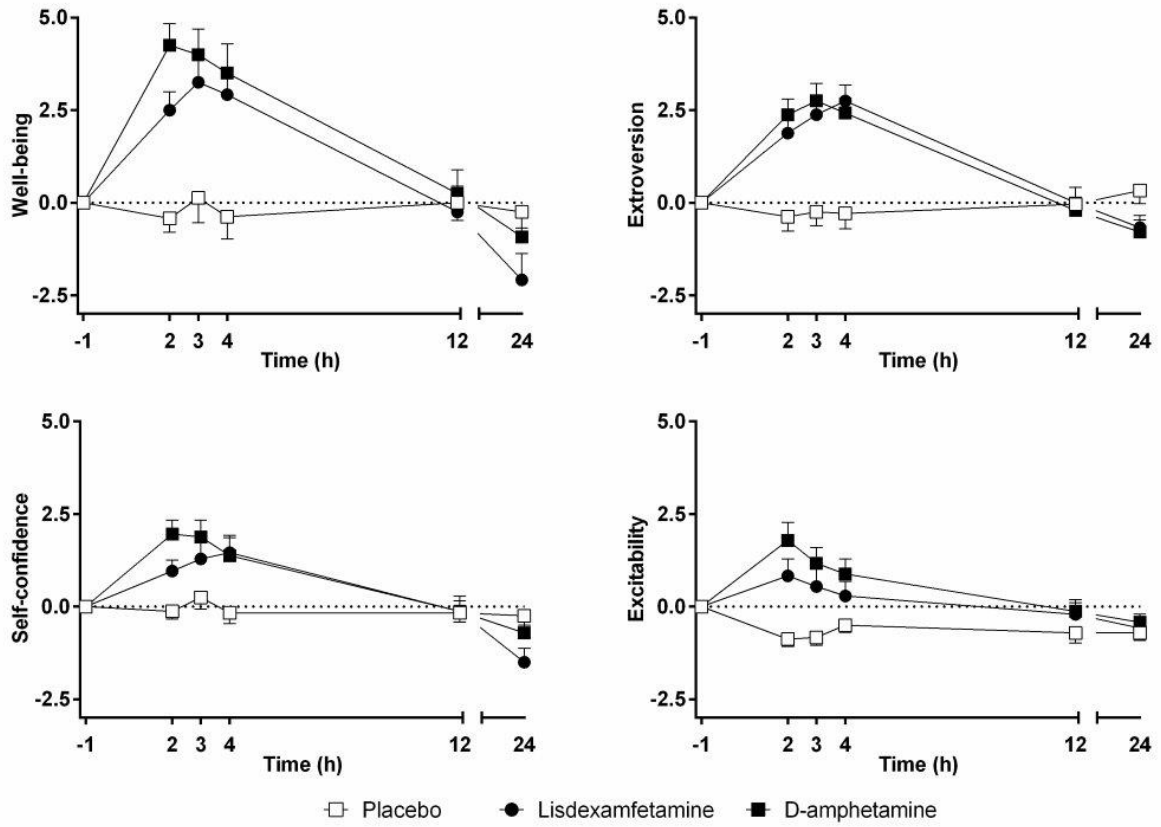 5.0
2.5
0.0
-2.5
Well-being
-1 2 3 4 12 24
Time (h)
5.0
2.5
0.0
-2.5
Extroversion
-1 2 3 4 12 24
Time (h)
5.0
2.5
0.0
-2.5
Self-confidence
-1 2 3 4 12 24
Time (h)
5.0
2.5
0.0
-2.5
Excitability
-1 2 3 4 12 24
Time (h)
Placebo Lisdexamfetamine D-amphetamine